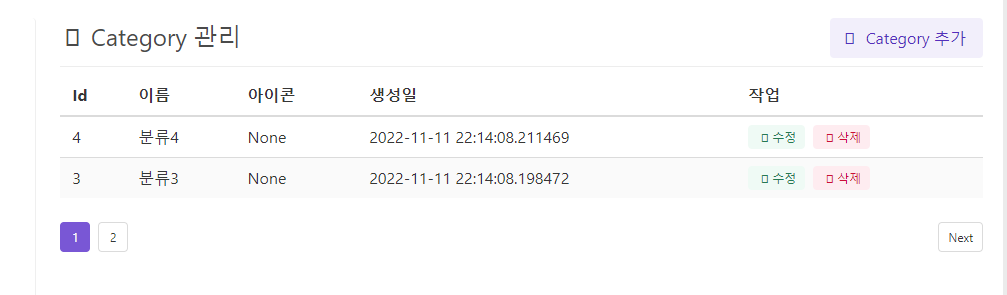 Category 관리
Category 추가
Id 이름 아이콘 생성일 작업
4 분류4 None 2022-11-11 22:14:08.211469 수정 삭제
3 분류3 None 2022-11-11 22:14:08.198472 수정 삭제
1 2 Next